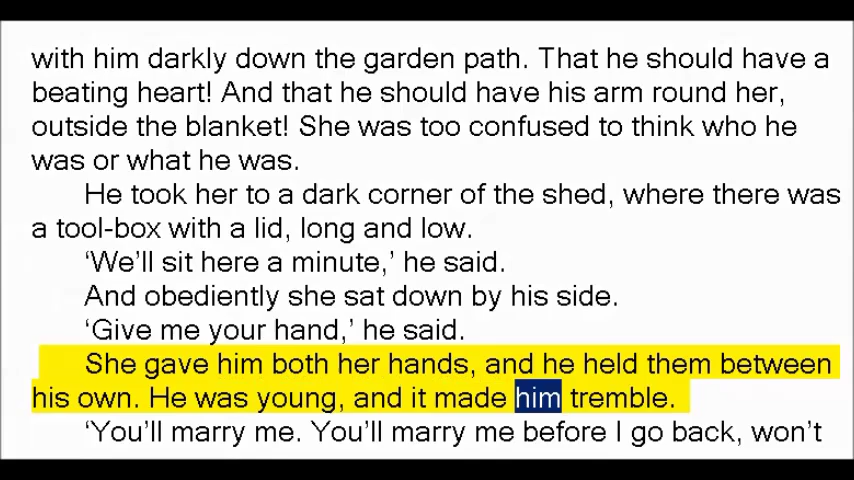 with him darkly down the garden path. That he should have a
beating heart! And that he should have his arm round her,
outside the blanket! She was too confused to think who he
was or what he was.
He took her to a dark corner of the shed, where there was
a tool-box with a lid, long and low.
‘We’ll sit here a minute,’ he said.
And obediently she sat down by his side.
‘Give me your hand,’ he said.
She gave him both her hands, and he held them between
his own. He was young, and it made him tremble.
‘You’ll marry me. You’ll marry me before I go back, won’t